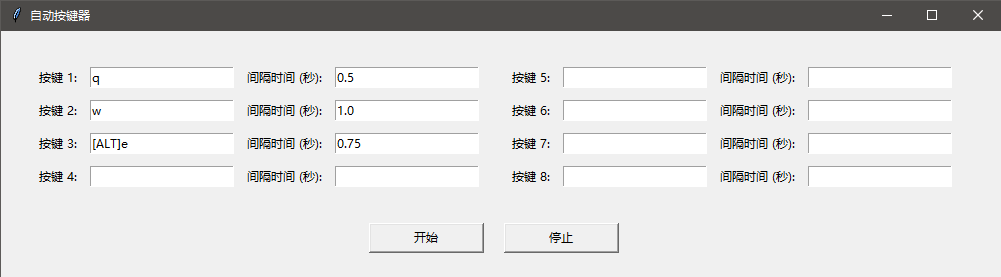 自动按键器
按键 1: q 间隔时间 (秒): 0.5 按键 5: 间隔时间 (秒):
按键 2: w 间隔时间 (秒): 1.0 按键 6: 间隔时间 (秒):
按键 3: [ALT]e 间隔时间 (秒): 0.75 按键 7: 间隔时间 (秒):
按键 4: 间隔时间 (秒): 按键 8: 间隔时间 (秒):
开始 停止